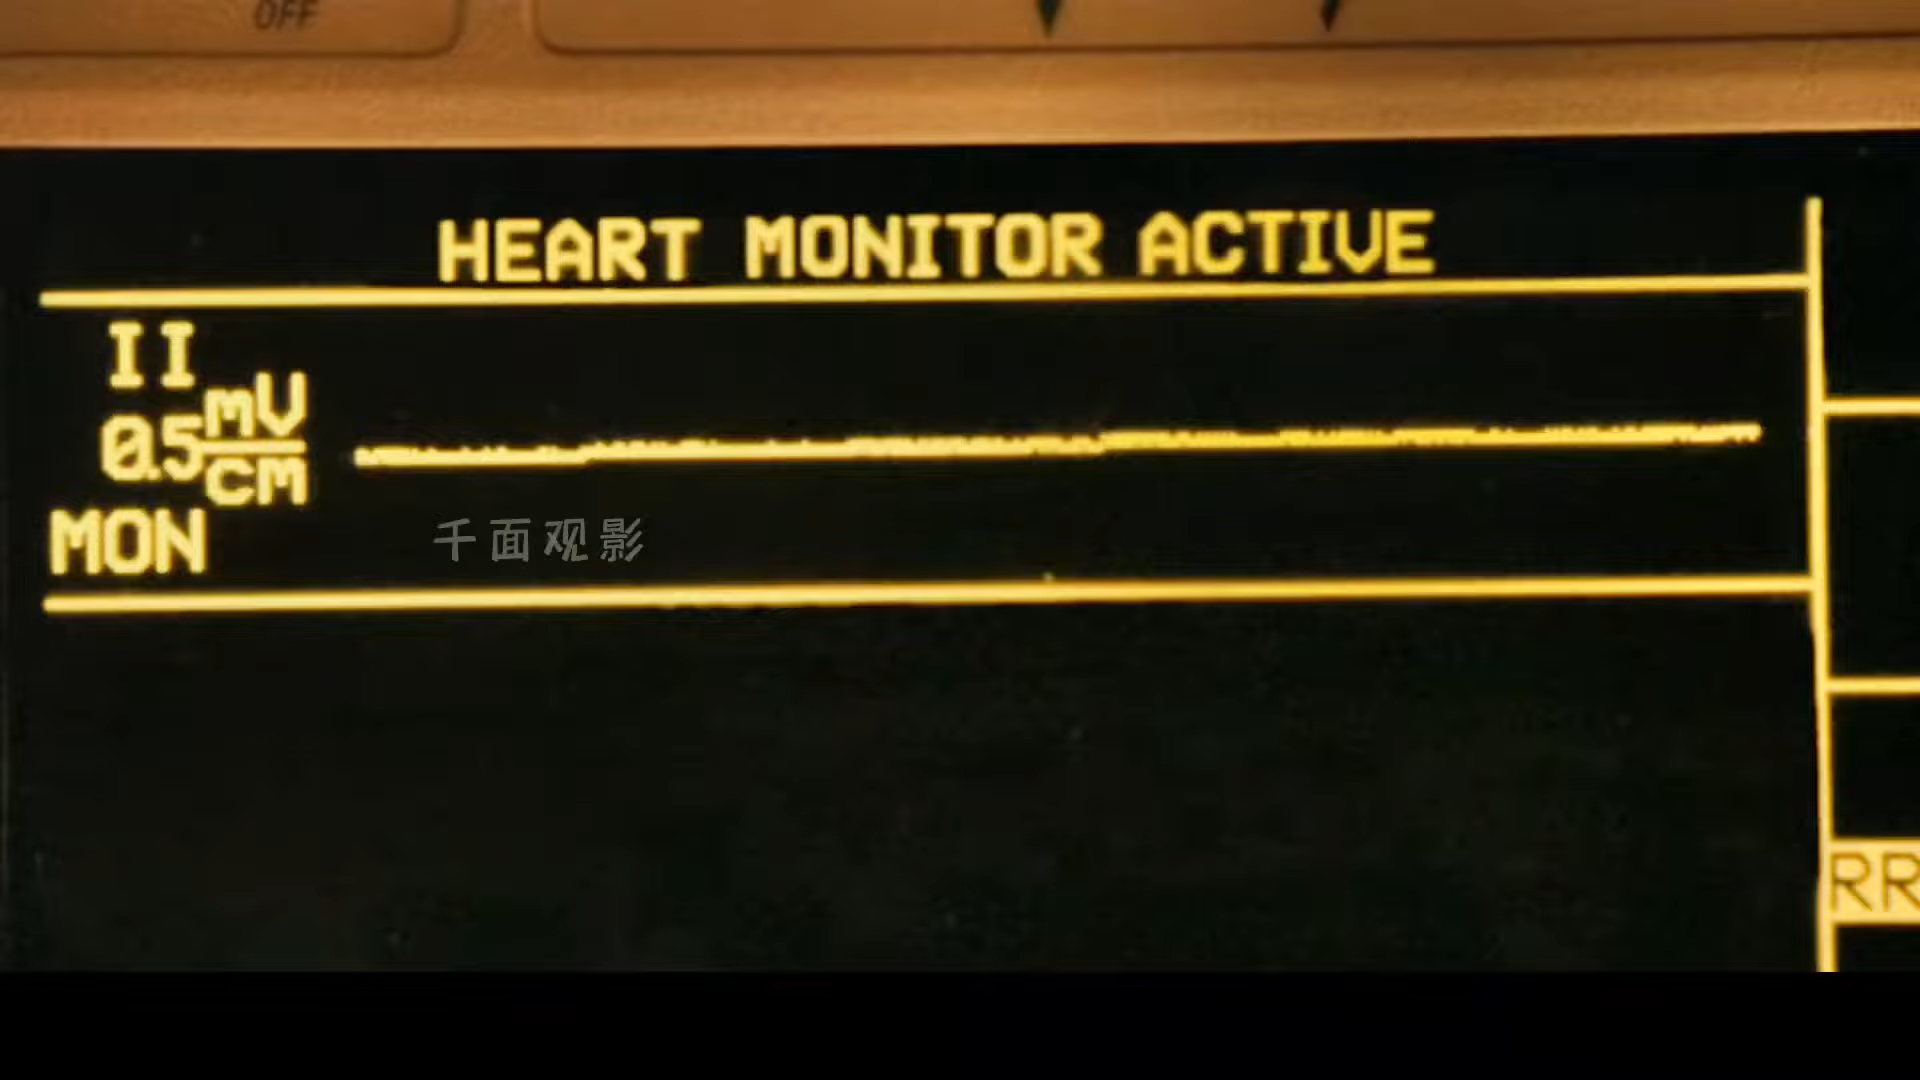 OFF
HEART MONITOR ACTIVE
II
0.5 mV/cm
MON
千面观影
RR